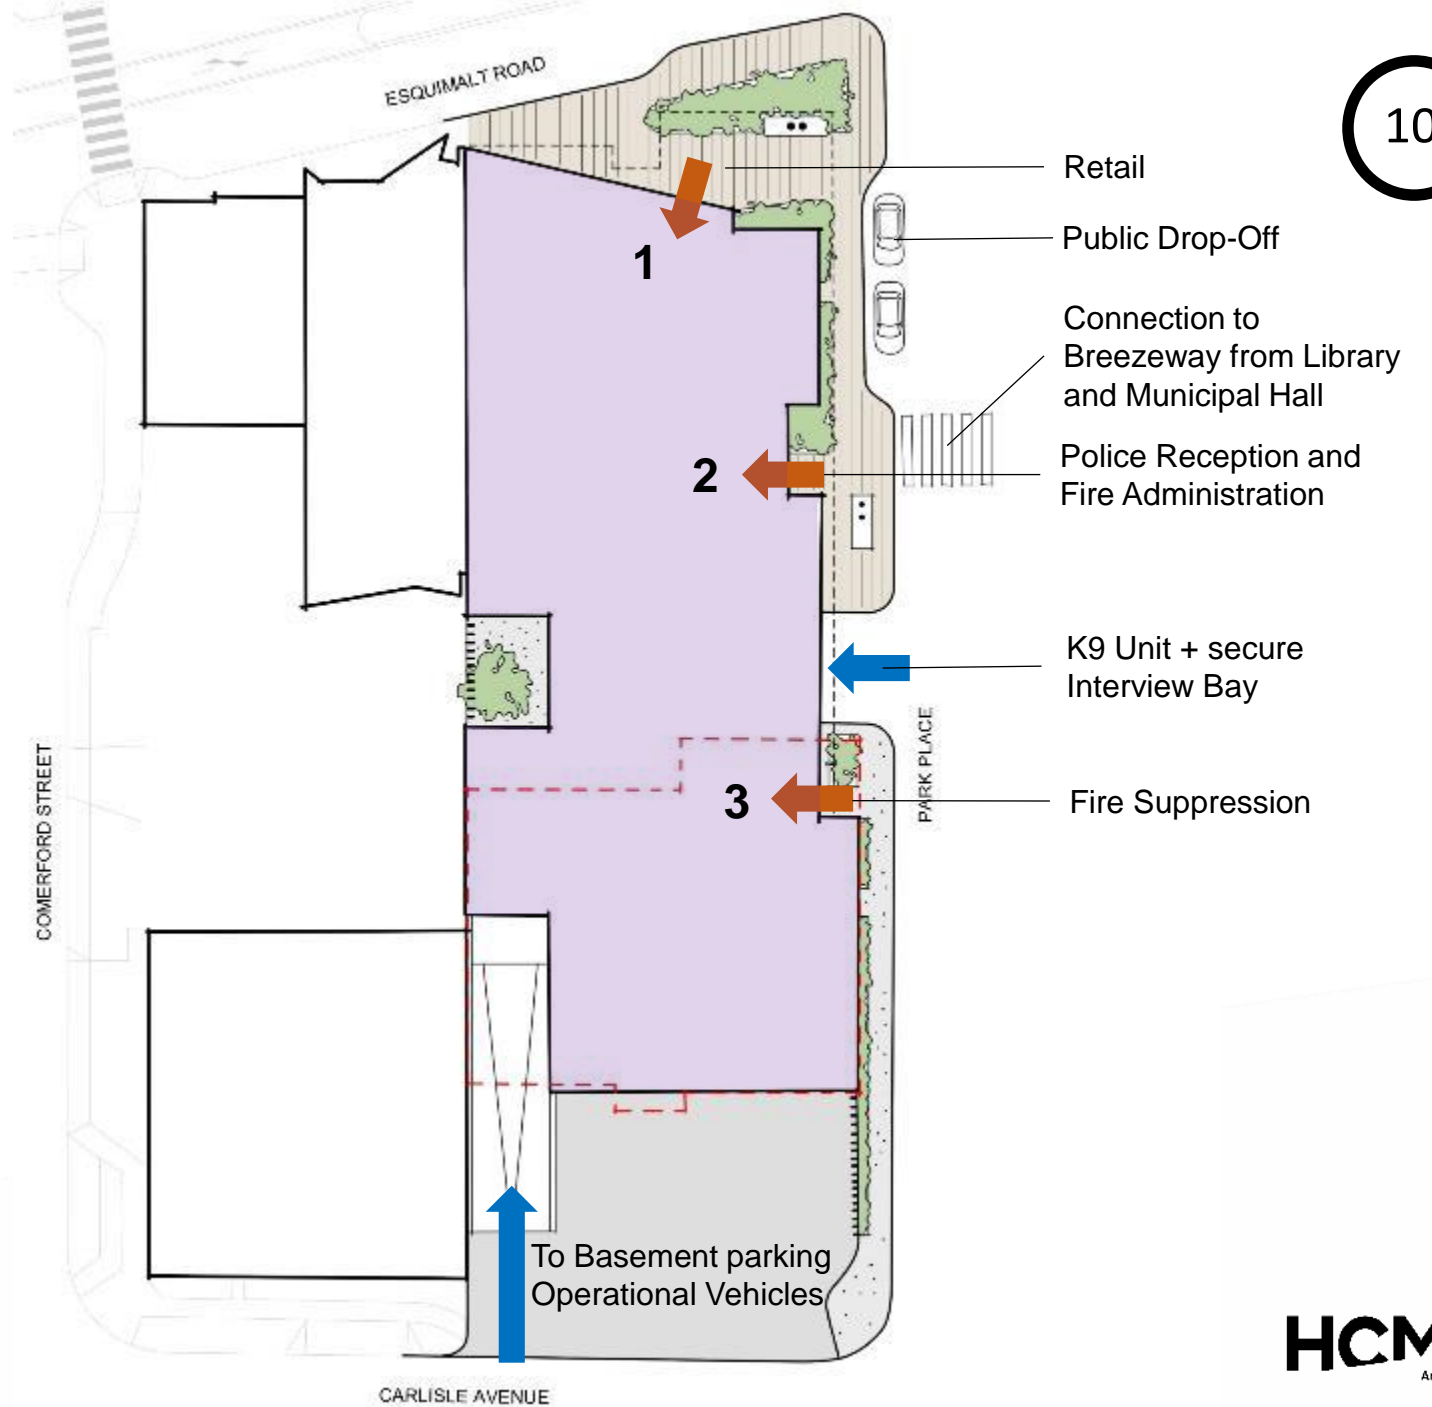 ESQUIMALT ROAD
10
Retail
Public Drop-Off
1
Connection to
Breezeway from Library
and Municipal Hall
2
Police Reception and
Fire Administration
K9 Unit + secure
Interview Bay
COMERFORD STREET
PARK PLACE
3
Fire Suppression
To Basement parking
Operational Vehicles
CARLISLE AVENUE
HCM